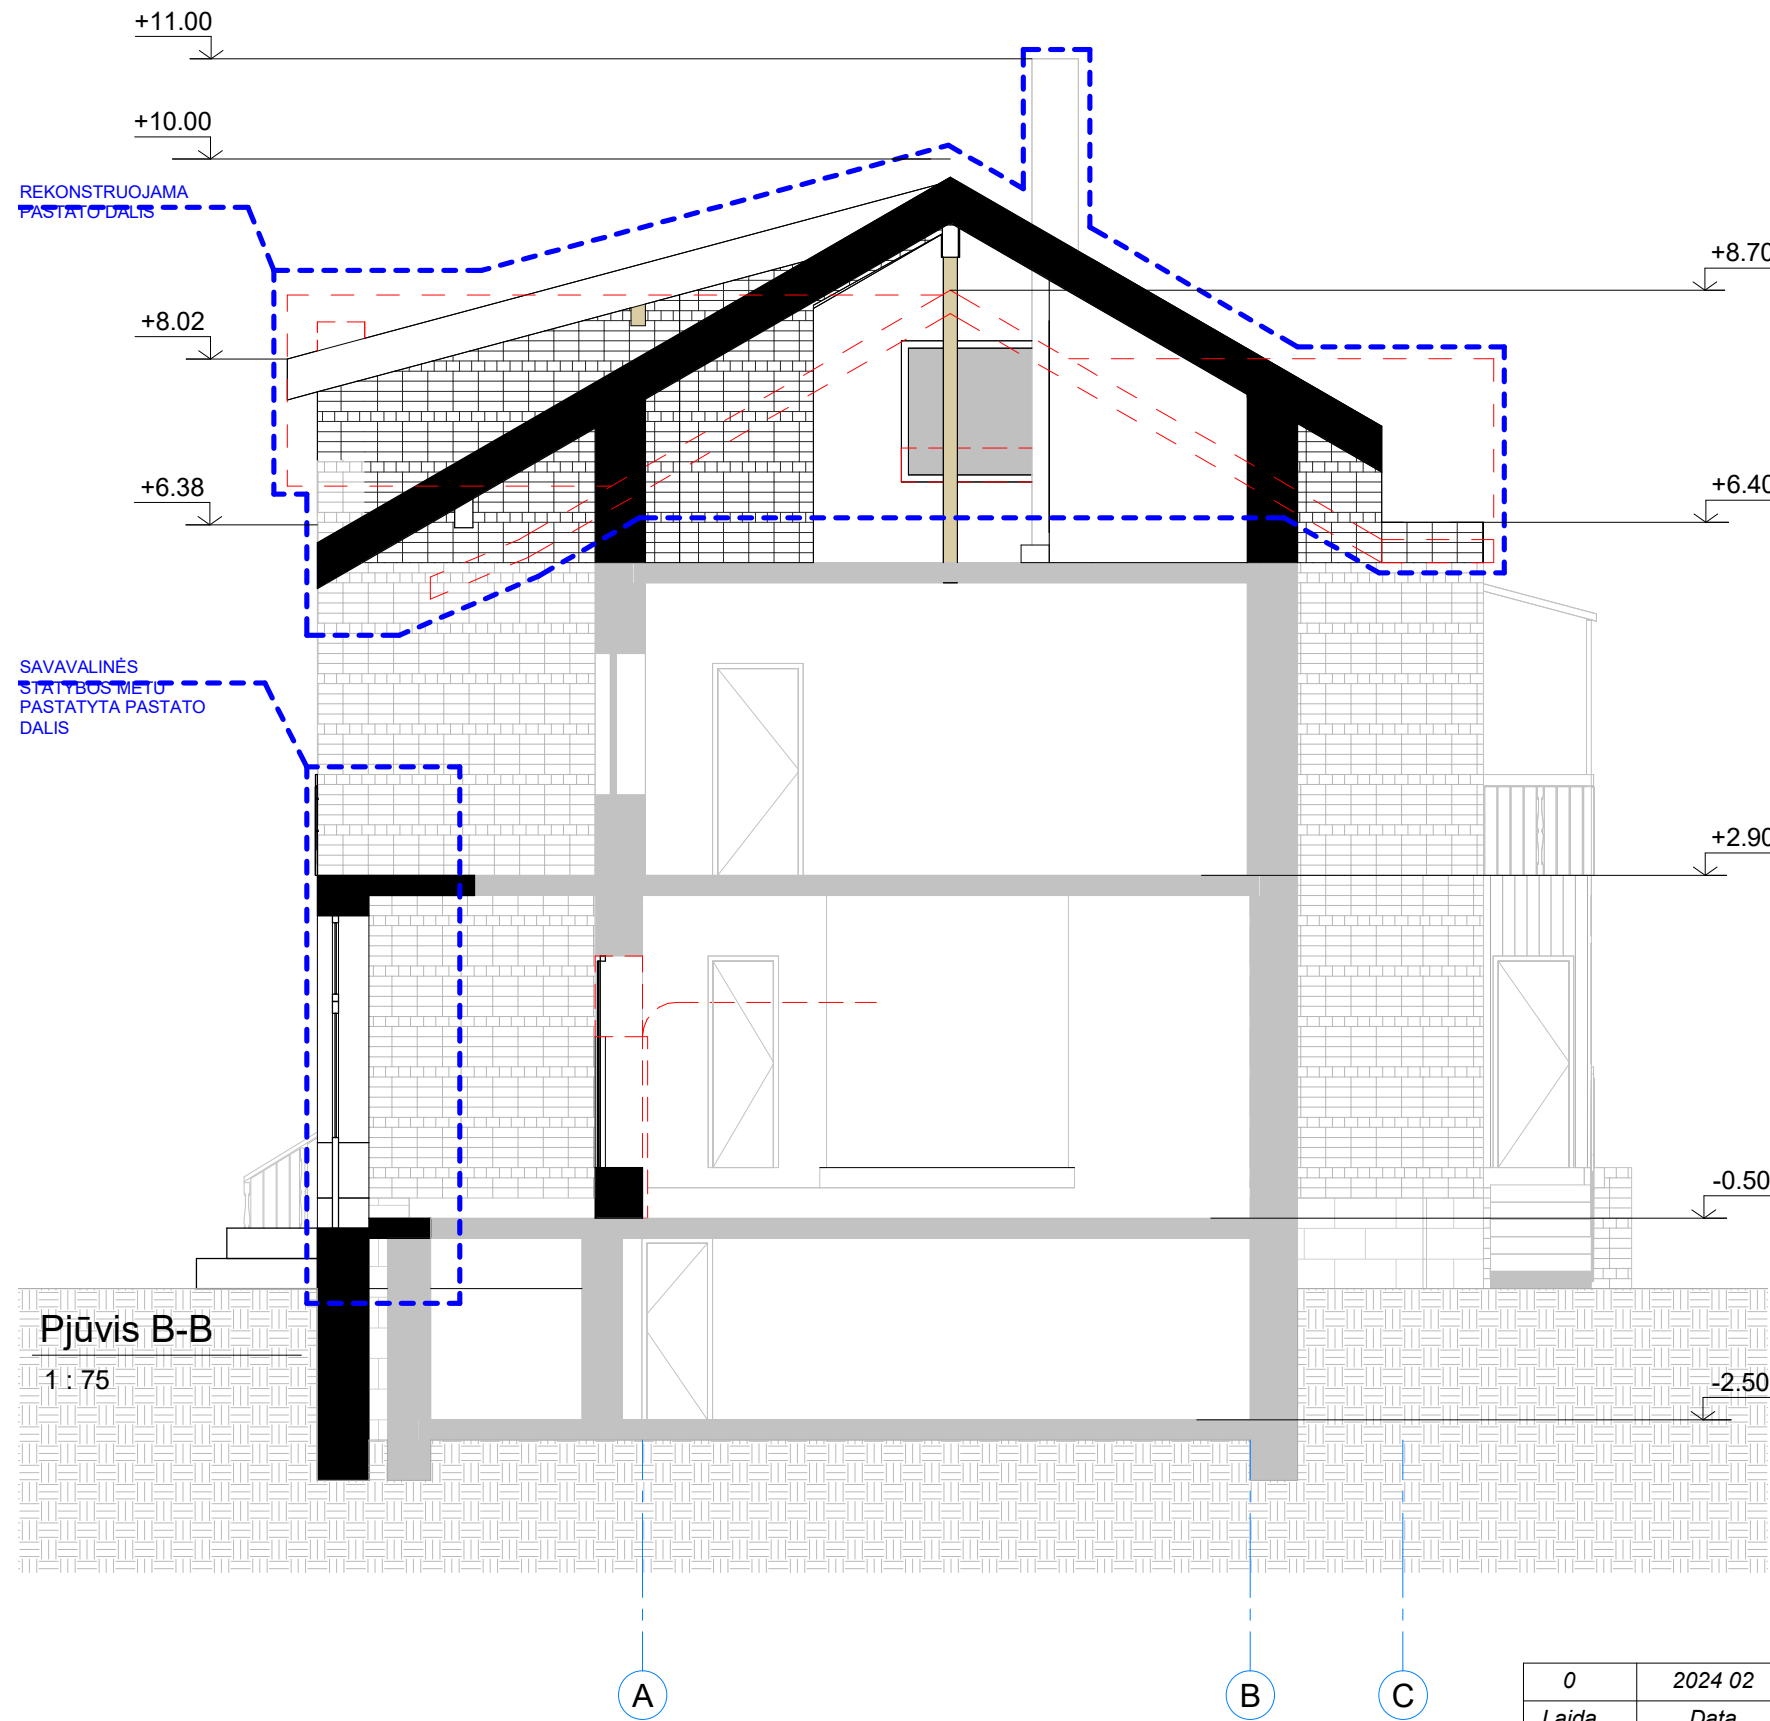 +11.00
+10.00
REKONSTRUOJAMA
PASTATO DALIS
+8.70
+8.02
+6.38
+6.40
SAVAVALINĖS
STATYBOS METU
PASTATYTA PASTATO
DALIS
+2.90
-0.50
Pjūvis B-B
1 : 75
-2.50
A
B
C
0 2024 02
Laida Data